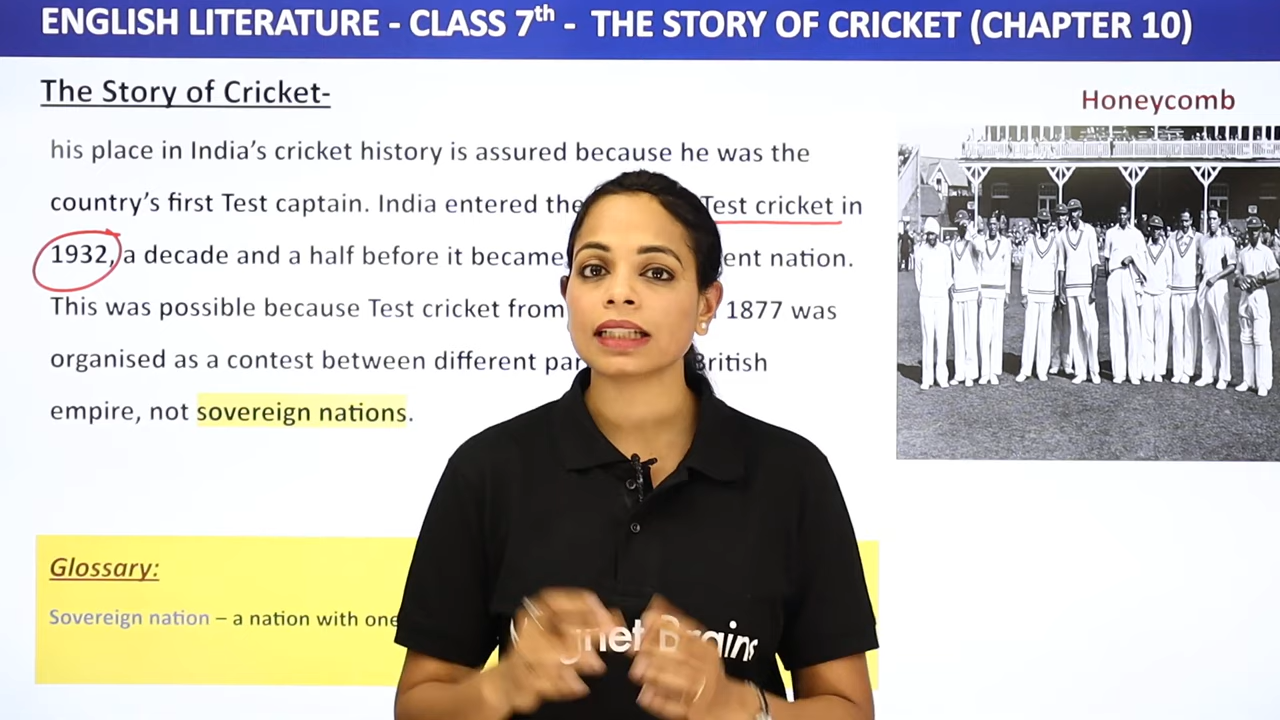 ENGLISH LITERATURE - CLASS 7th - THE STORY OF CRICKET (CHAPTER 10)
The Story of Cricket-
Honeycomb
his place in India's cricket history is assured because he was the
country's first Test captain. India entered the Test cricket in
1932, a decade and a half before it became nation.
This was possible because Test cricket from 1877 was
organised as a contest between different British
empire, not sovereign nations.
Glossary:
Sovereign nation – a nation with one